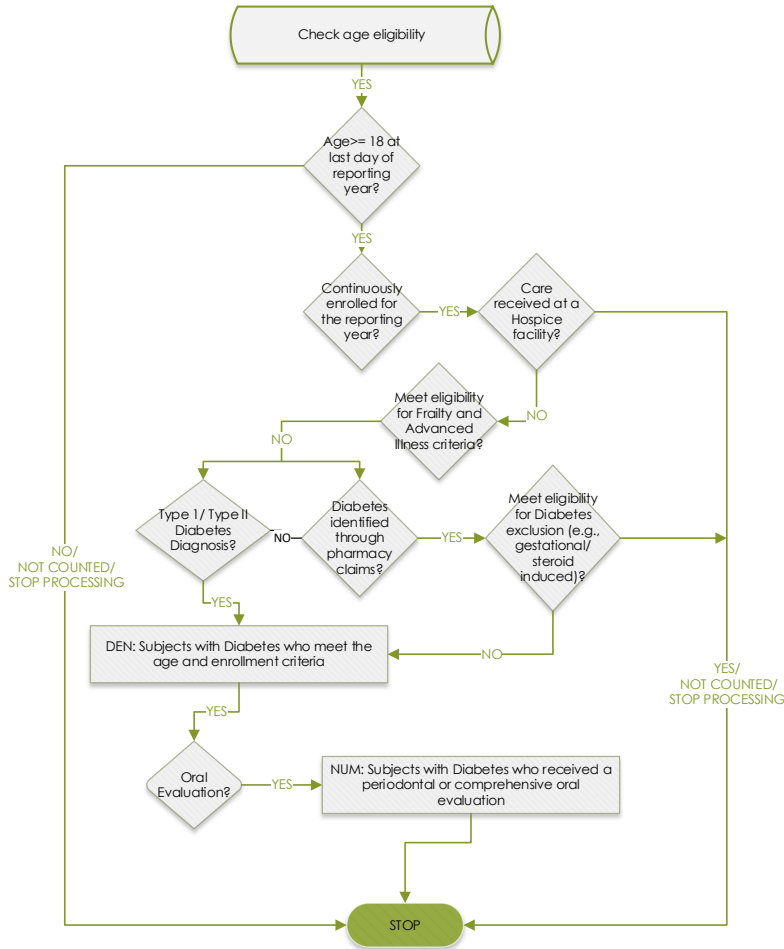 Check age eligibility
YES
Age>= 18 at
last day of
reporting
year?
YES
Continuously
enrolled for
the reporting
year?
YES
Care
received at a
Hospice
facility?
NO
Meet eligibility
for Frailty and
Advanced
Illness criteria?
NO
Type 1/ Type II
Diabetes
Diagnosis?
NO
Diabetes
identified
through
pharmacy
claims?
YES
Meet eligibility
for Diabetes
exclusion (e.g.,
gestational/
steroid
induced)?
NO/
NOT COUNTED/
STOP PROCESSING
YES
DEN: Subjects with Diabetes who meet the
age and enrollment criteria
NO
YES/
NOT COUNTED/
STOP PROCESSING
YES
Oral
Evaluation?
YES
NUM: Subjects with Diabetes who received a
periodontal or comprehensive oral
evaluation
STOP